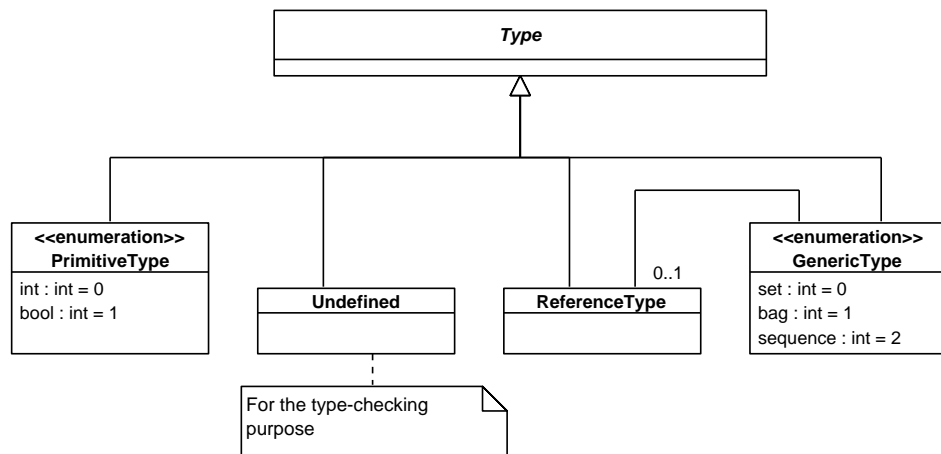 Type
<<enumeration>>
PrimitiveType
int : int = 0
bool : int = 1
Undefined
For the type-checking
purpose
ReferenceType
0..1
<<enumeration>>
GenericType
set : int = 0
bag : int = 1
sequence : int = 2